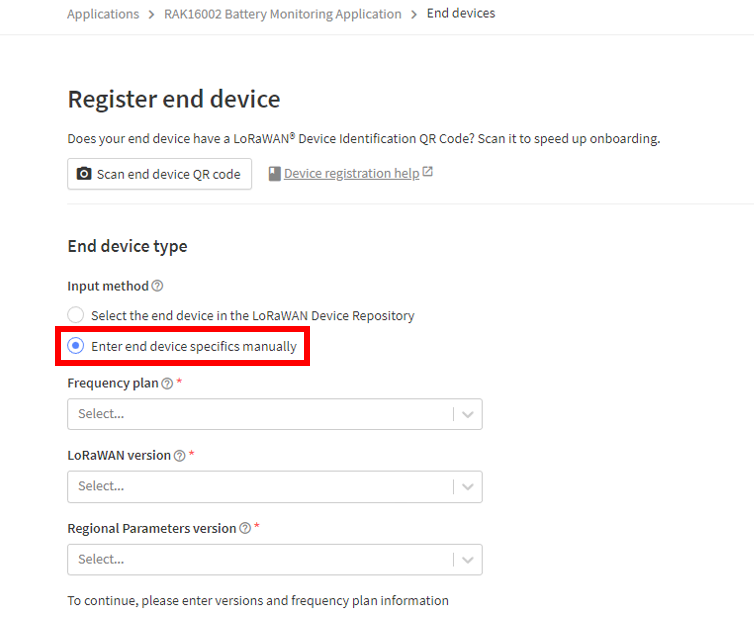 Applications > RAK16002 Battery Monitoring Application > End devices
Register end device
Does your end device have a LoRaWAN® Device Identification QR Code? Scan it to speed up onboarding.
Scan end device QR code Device registration help
End device type
Input method
Select the end device in the LoRaWAN Device Repository
Enter end device specifics manually
Frequency plan *
Select...
LoRaWAN version *
Select...
Regional Parameters version *
Select...
To continue, please enter versions and frequency plan information